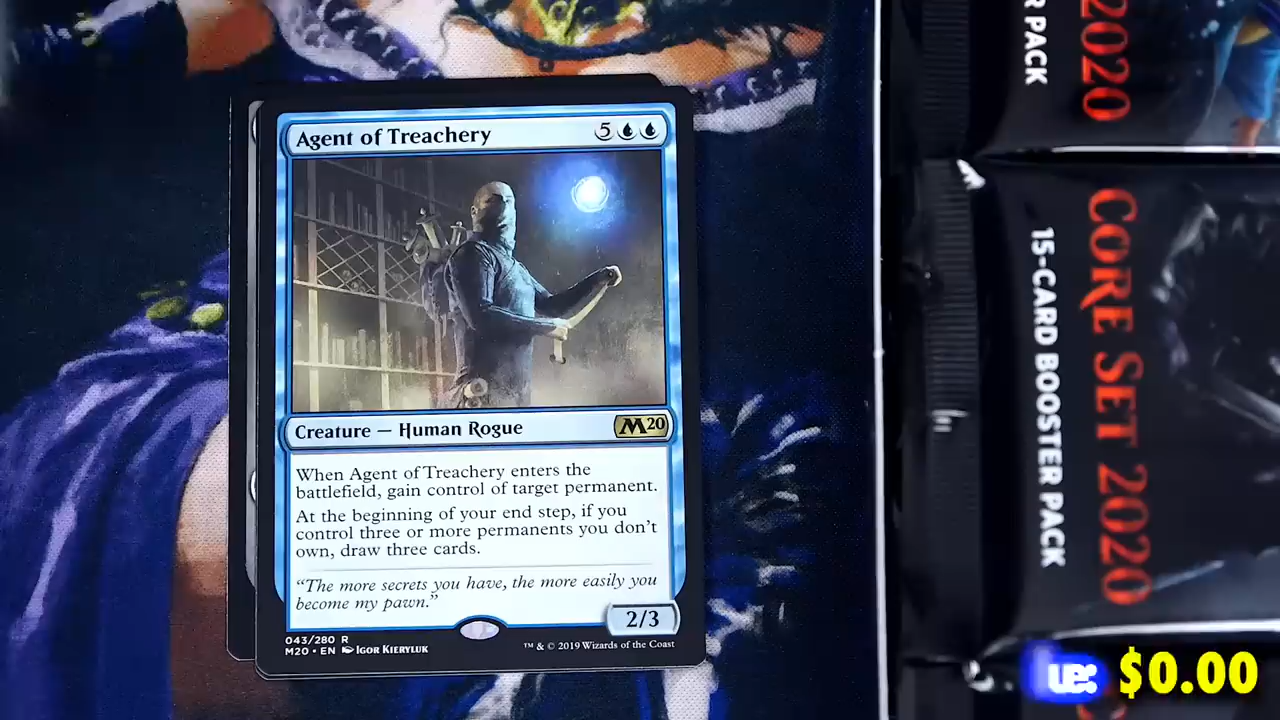 Agent of Treachery 5
Creature — Human Rogue M20
When Agent of Treachery enters the
battlefield, gain control of target permanent.
At the beginning of your end step, if you
control three or more permanents you don't
own, draw three cards.
“The more secrets you have, the more easily you
become my pawn.”
2/3
043/280 R
M20 • EN Igor Kieryluk
™ & © 2019 Wizards of the Coast
2020
R PACK
CORE SET 2020
15-CARD BOOSTER PACK
ue: $0.00